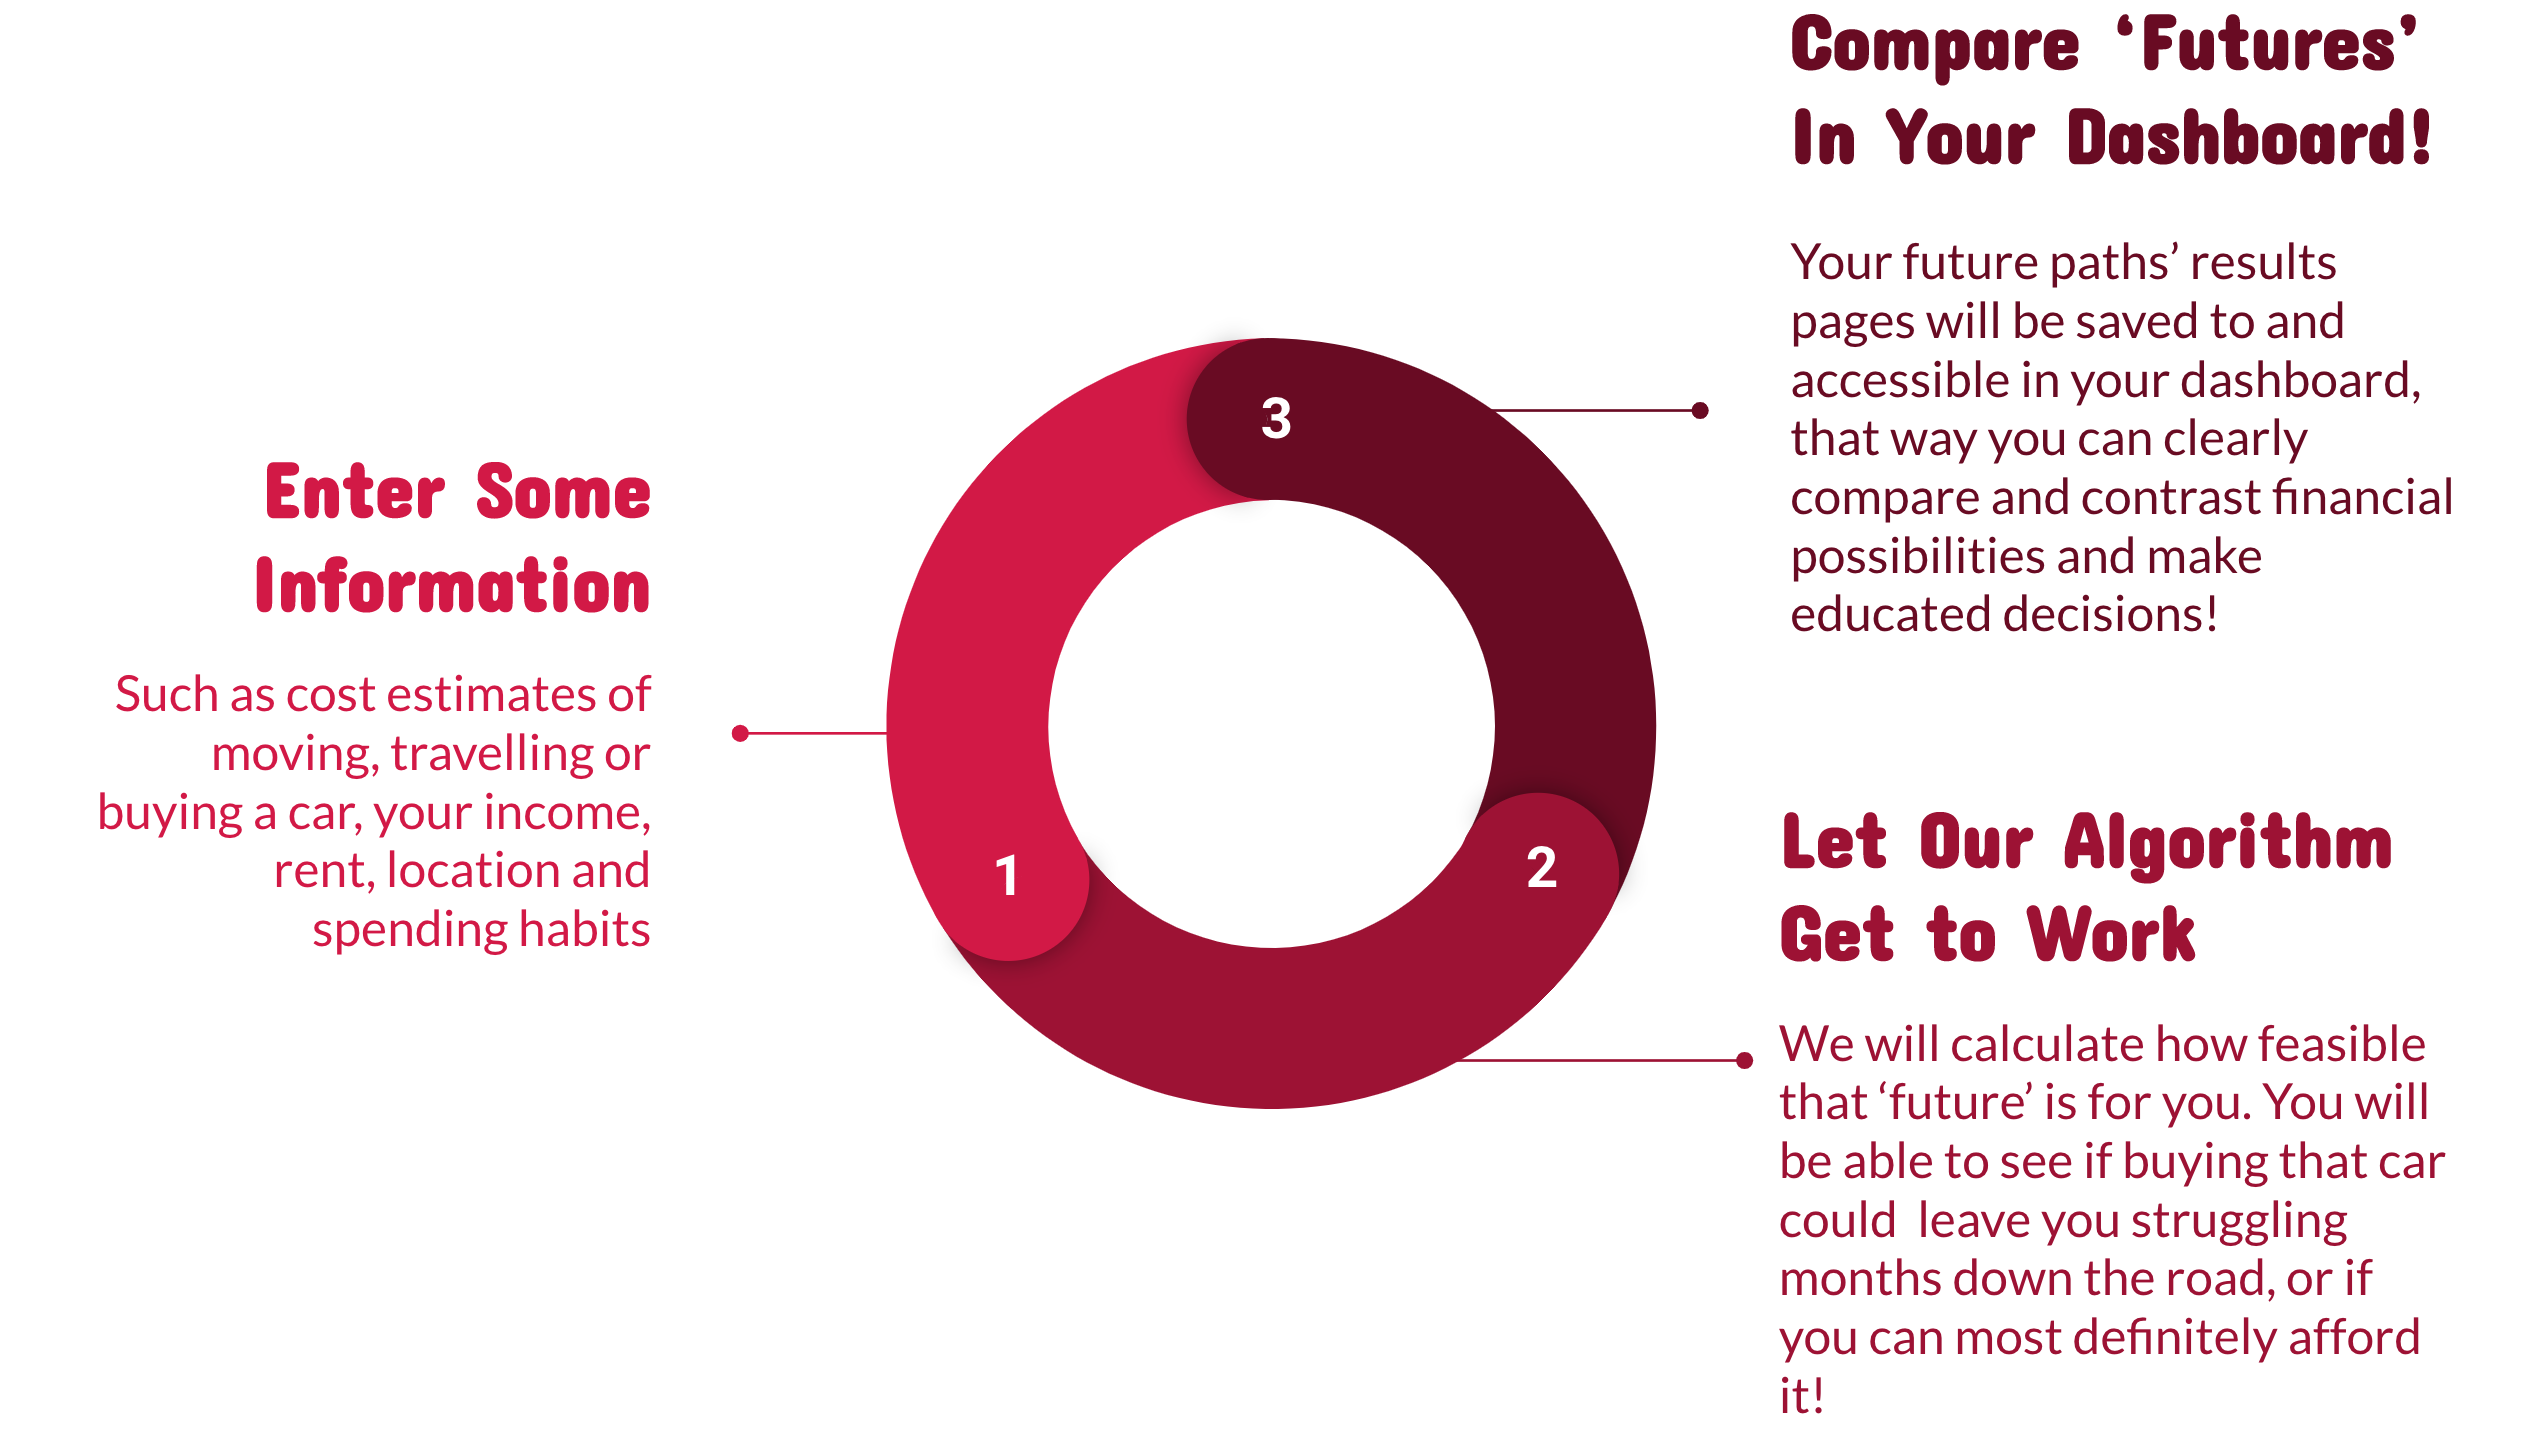 Enter Some
Information
Such as cost estimates of
moving, travelling or
buying a car, your income,
rent, location and
spending habits
1
2
3
Compare ‘Futures’
In Your Dashboard!
Your future paths’ results
pages will be saved to and
accessible in your dashboard,
that way you can clearly
compare and contrast financial
possibilities and make
educated decisions!
Let Our Algorithm
Get to Work
We will calculate how feasible
that ‘future’ is for you. You will
be able to see if buying that car
could  leave you struggling
months down the road, or if
you can most definitely afford
it!